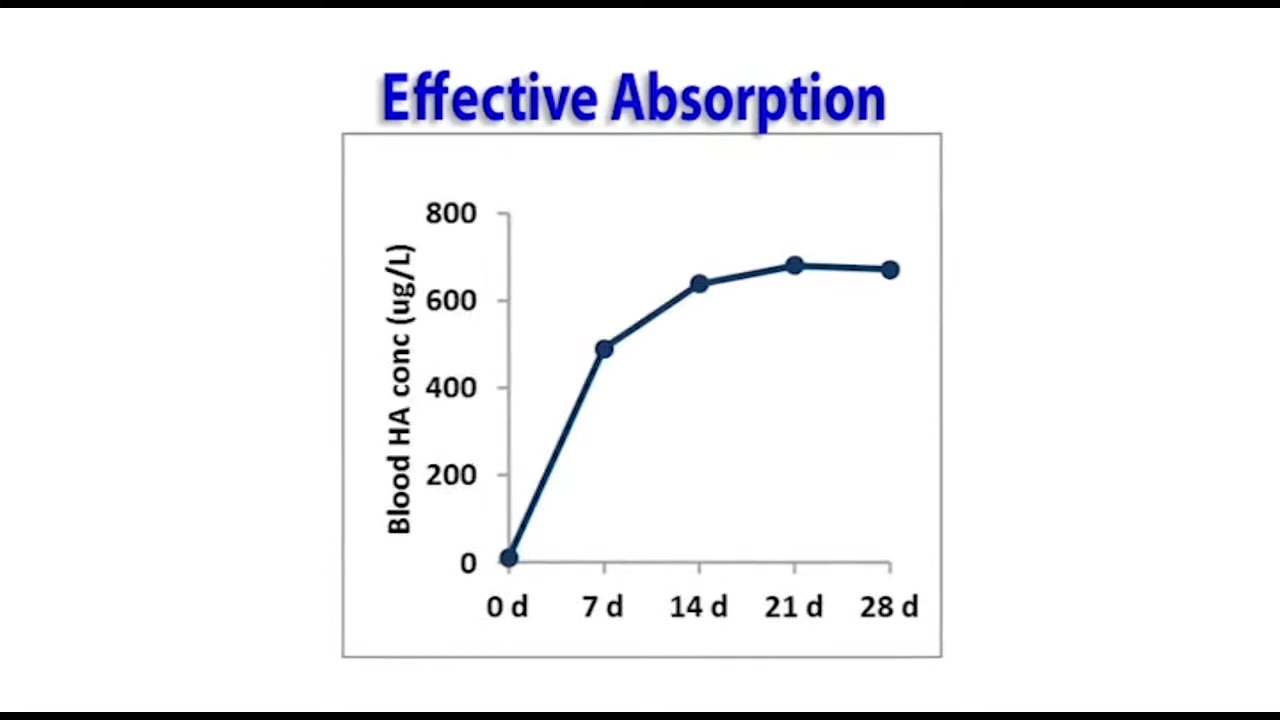 Effective Absorption
Blood HA conc (ug/L)
800
600
400
200
0
0 d 7 d 14 d 21 d 28 d